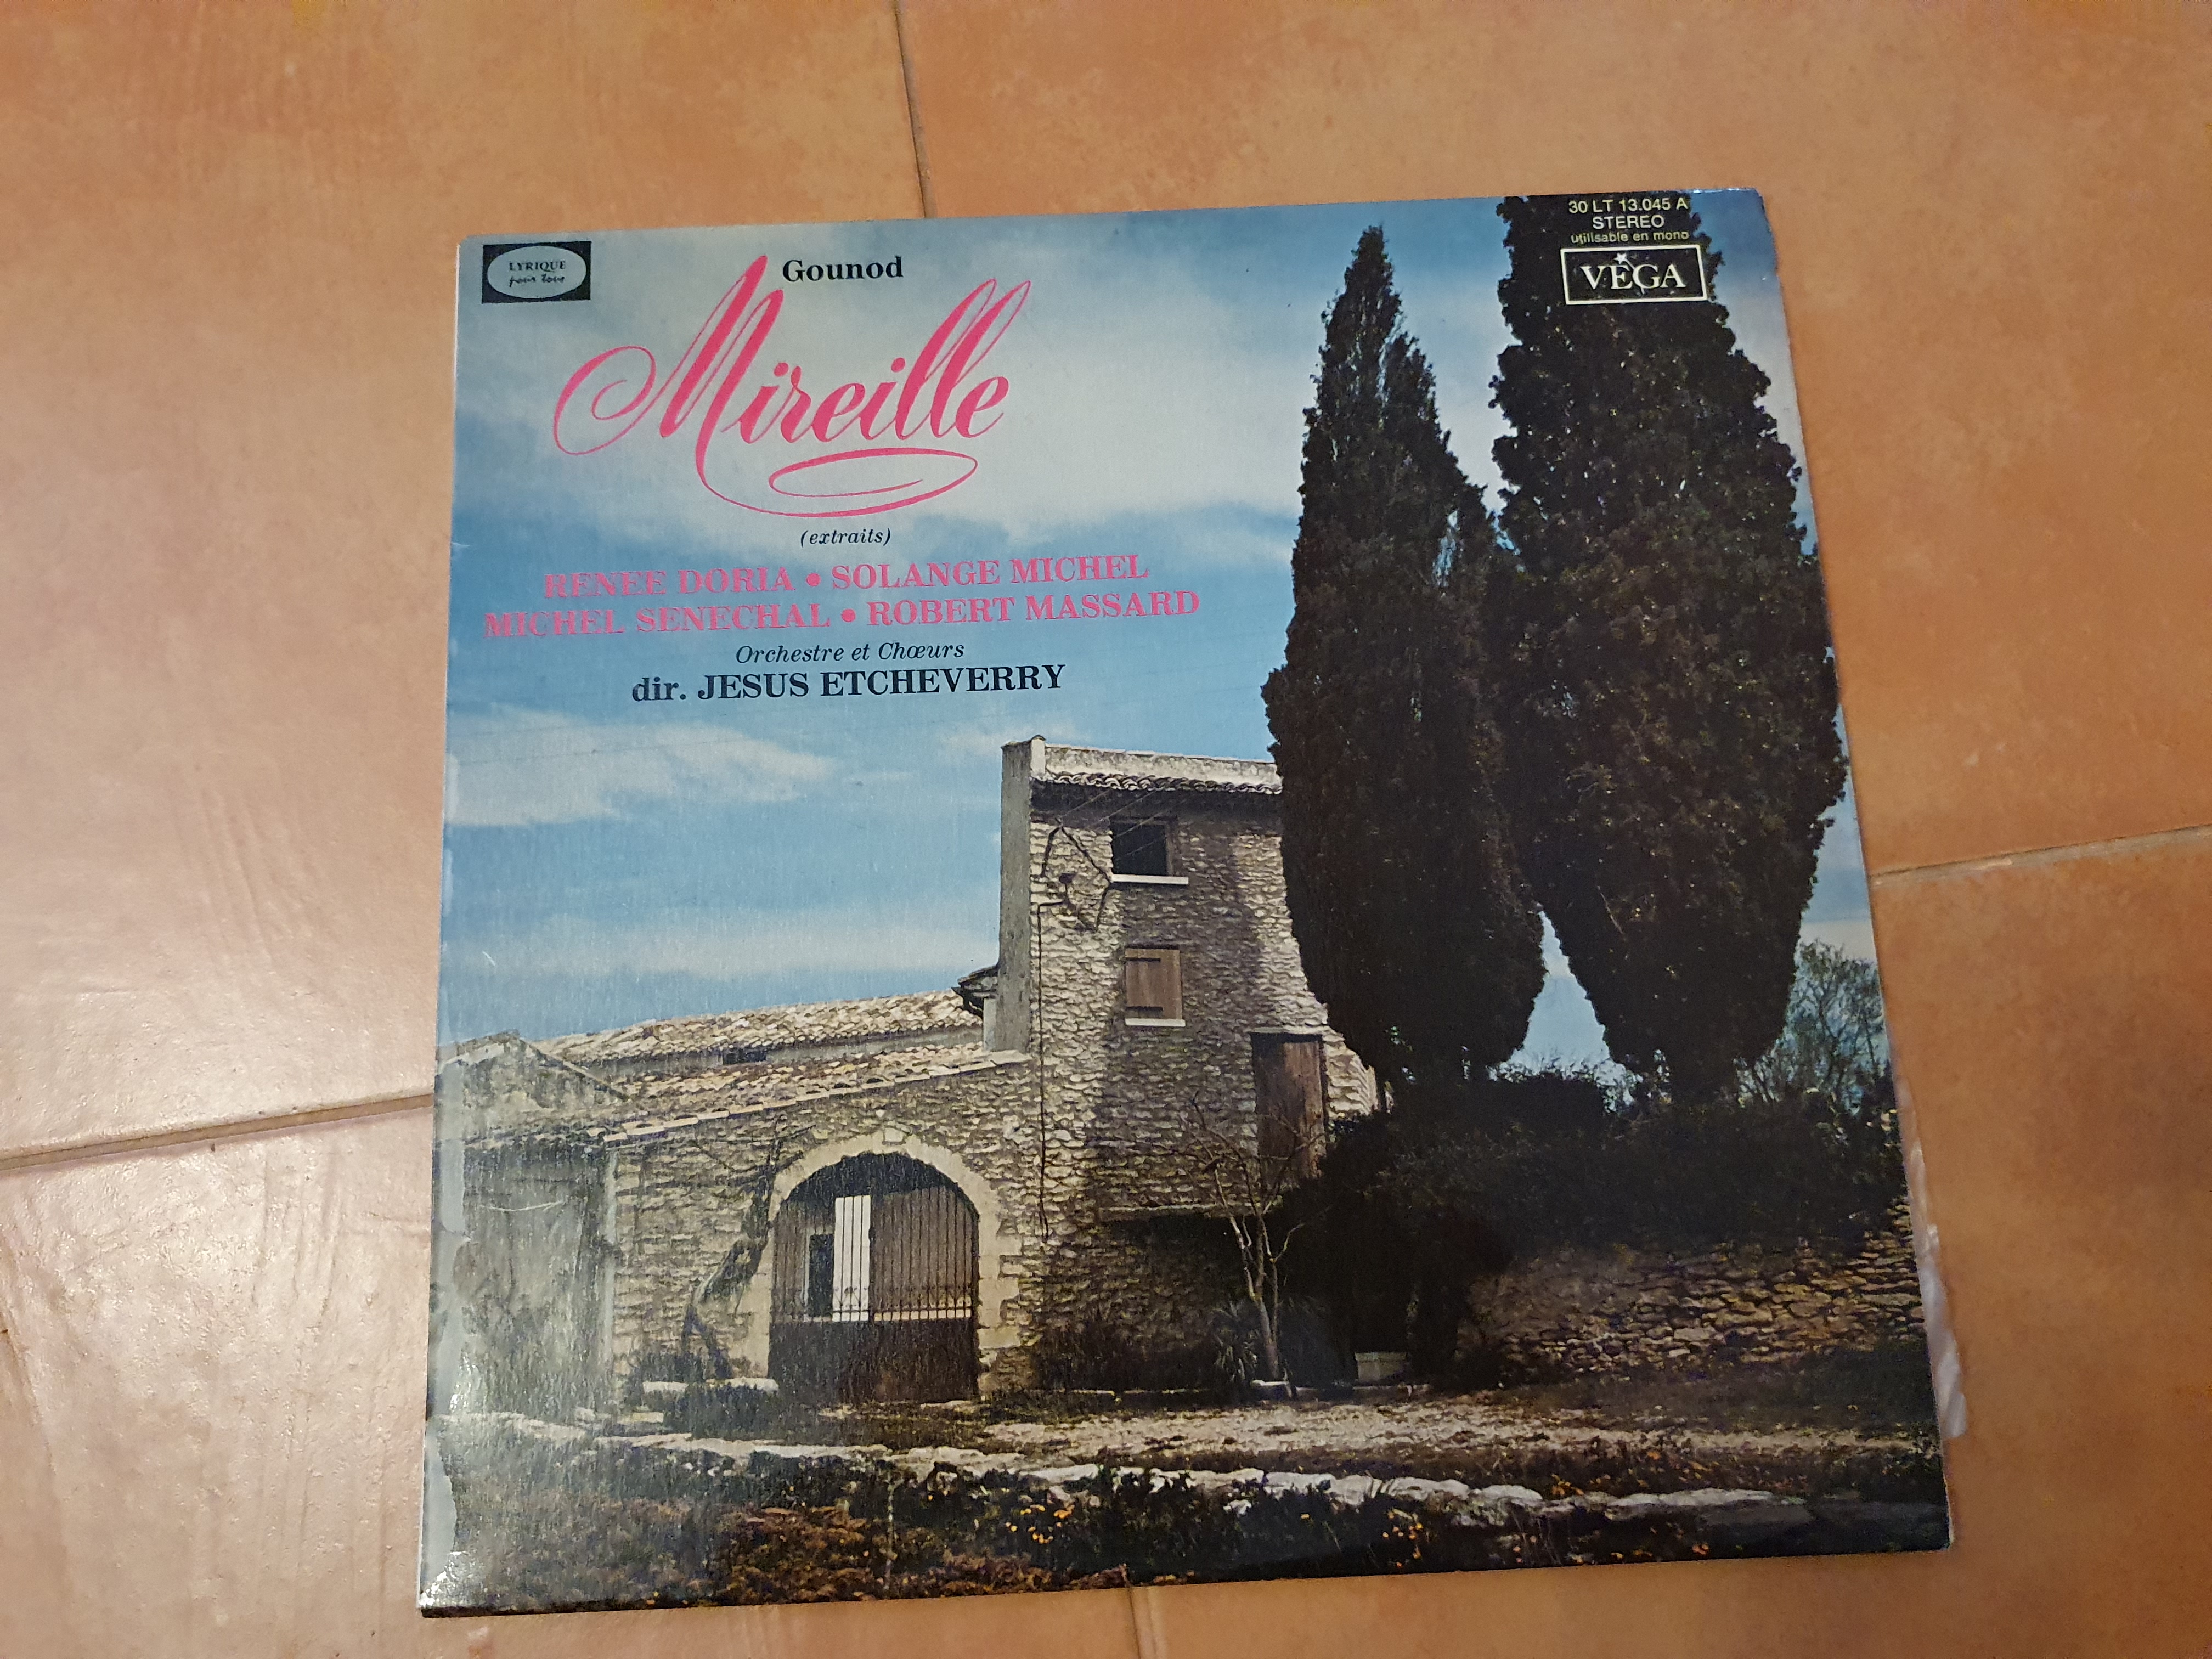 LYRIQUE
pour tous
30 LT 13.045 A
STEREO
utilisable en mono
VEGA
Gounod
Mireille
(extraits)
RENEE DORIA • SOLANGE MICHEL
MICHEL SENECHAL • ROBERT MASSARD
Orchestre et Chœurs
dir. JESUS ETCHEVERRY